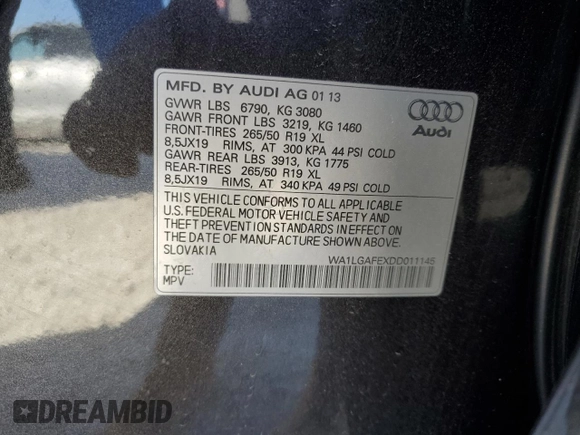 MFD. BY AUDI AG 01 13
GVWR LBS 6790, KG 3080
GAWR FRONT LBS 3219, KG 1460
FRONT-TIRES 265/50 R19 XL
8,5JX19 RIMS, AT 300 KPA 44 PSI COLD
GAWR REAR LBS 3913, KG 1775
REAR-TIRES 265/50 R19 XL
8,5JX19 RIMS, AT 340 KPA 49 PSI COLD
Audi
THIS VEHICLE CONFORMS TO ALL APPLICABLE
U.S. FEDERAL MOTOR VEHICLE SAFETY AND
THEFT PREVENTION STANDARDS IN EFFECT ON
THE DATE OF MANUFACTURE SHOWN ABOVE.
SLOVAKIA
WA1LGAFEXDD011145
TYPE:
MPV
DREAMBID